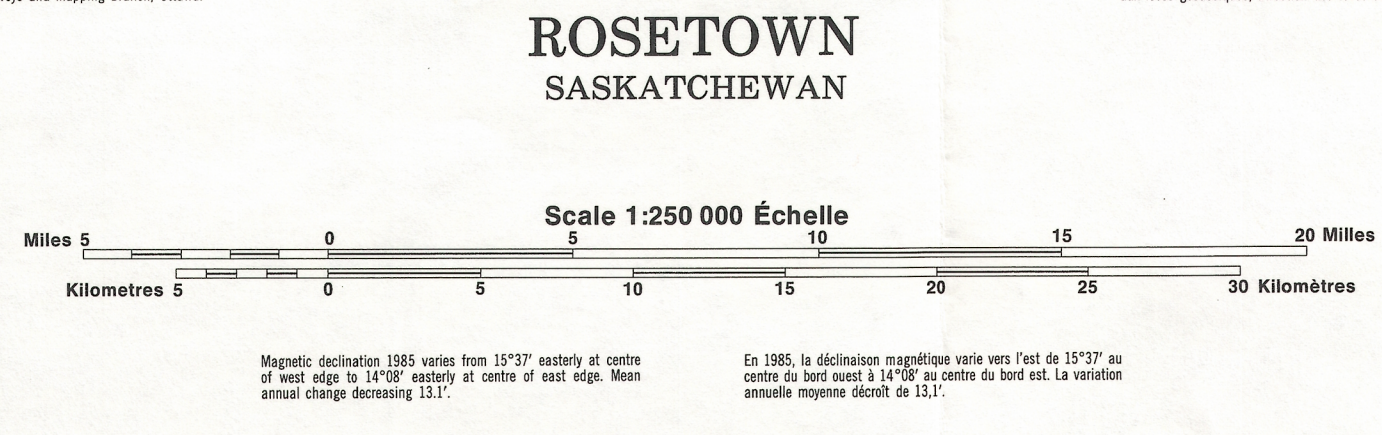 ROSETOWN
SASKATCHEWAN
Scale 1:250 000 Échelle
Miles 5 0 5 10 15 20 Milles
Kilometres 5 0 5 10 15 20 25 30 Kilomètres
Magnetic declination 1985 varies from 15°37′ easterly at centre
of west edge to 14°08′ easterly at centre of east edge. Mean
annual change decreasing 13.1′.
En 1985, la déclinaison magnétique varie vers l'est de 15°37′ au
centre du bord ouest à 14°08′ au centre du bord est. La variation
annuelle moyenne décroît de 13,1′.